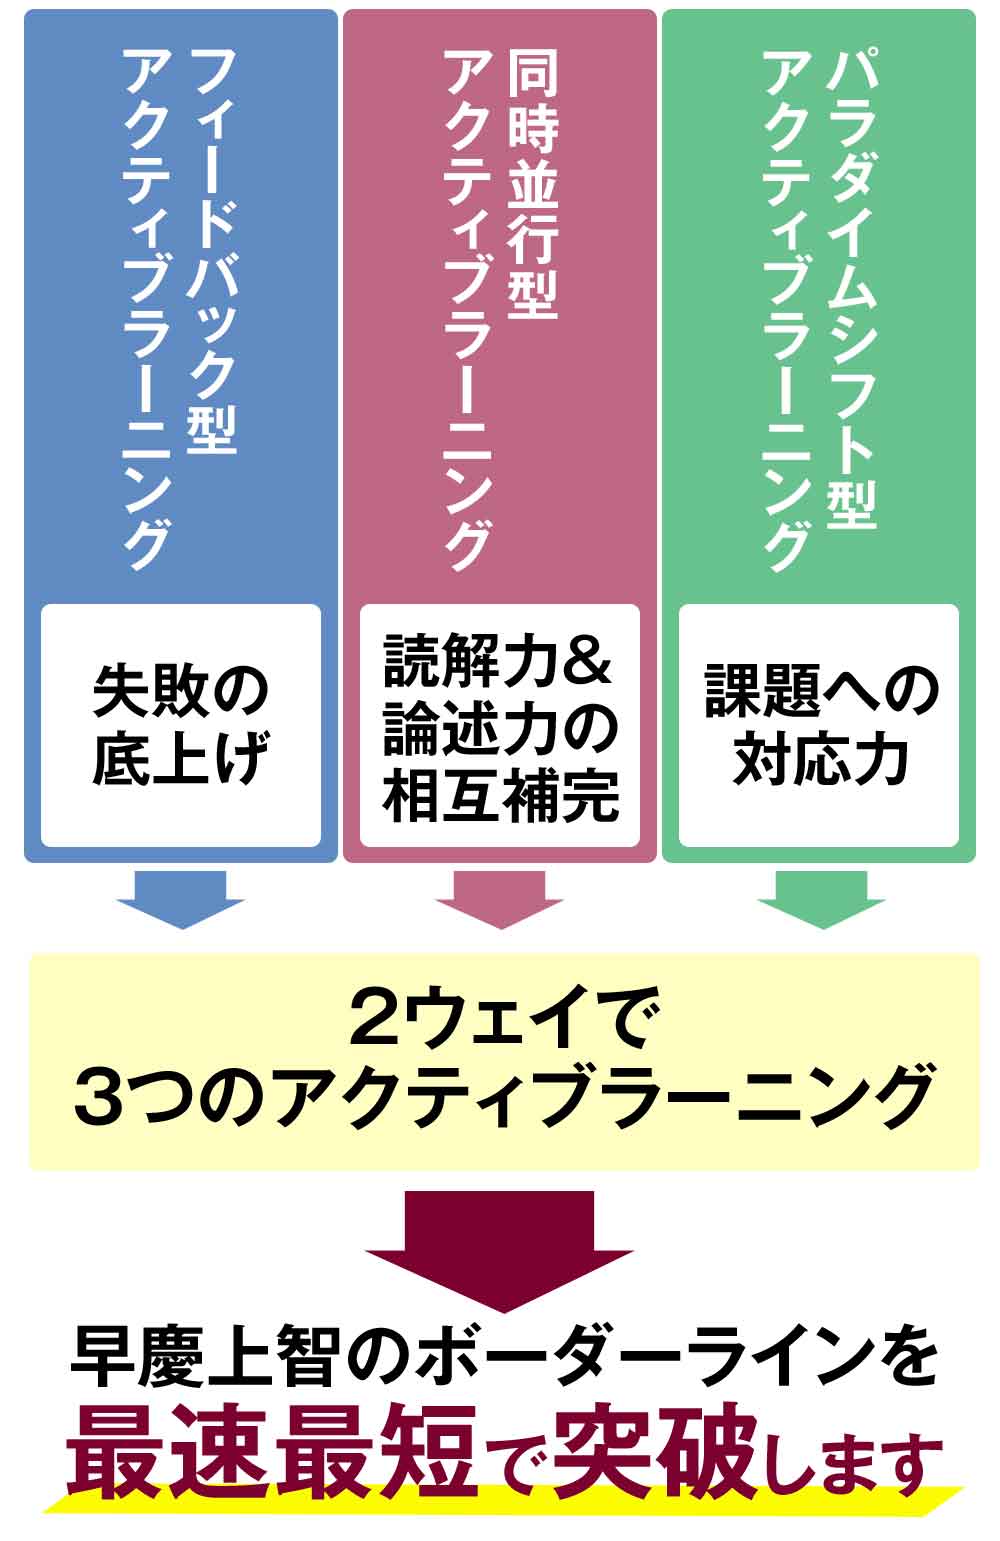 フィードバック型
アクティブラーニング
失敗の
底上げ
同時並行型
アクティブラーニング
読解力＆
論述力の
相互補完
パラダイムシフト型
アクティブラーニング
課題への
対応力
２ウェイで
３つのアクティブラーニング
早慶上智のボーダーラインを
最速最短で突破します